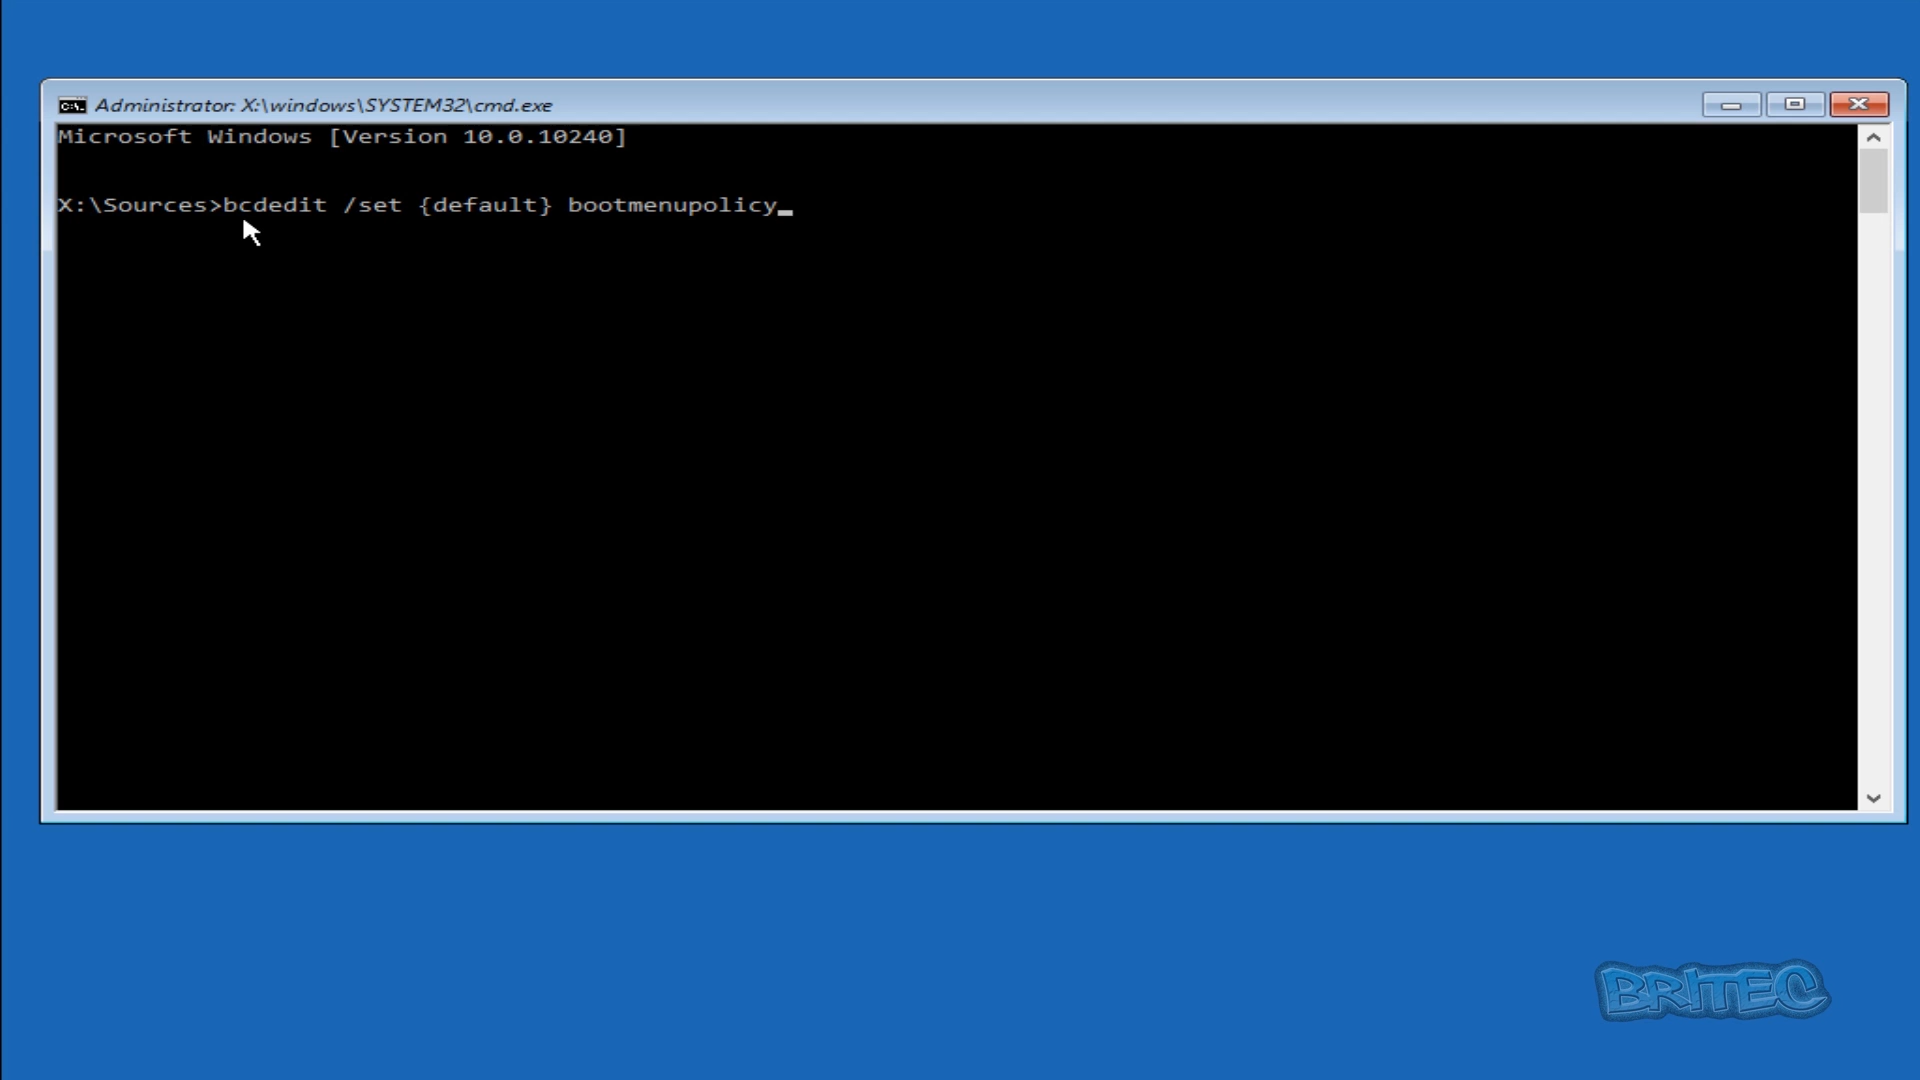 Administrator: X:\windows\SYSTEM32\cmd.exe
Microsoft Windows [Version 10.0.10240]
X:\Sources>bcdedit /set {default} bootmenupolicy
BRITEC